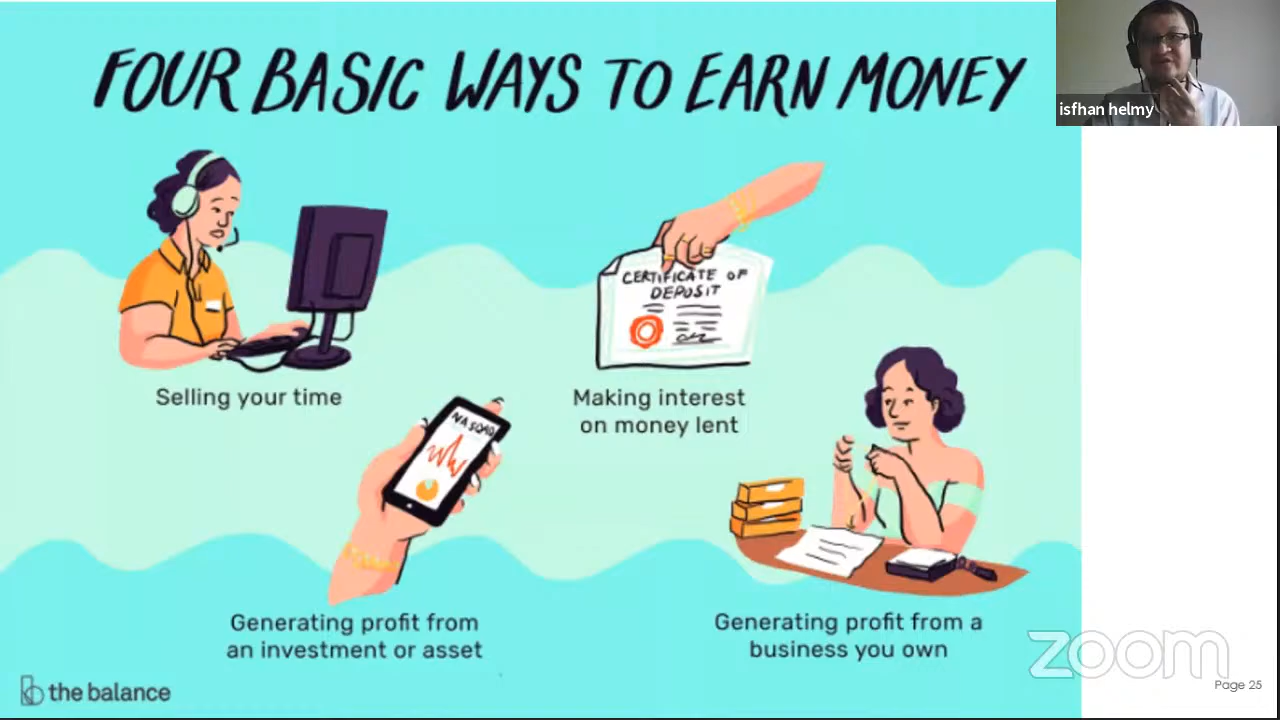 FOUR BASIC WAYS TO EARN MONEY
isfhan helmy
CERTIFICATE OF
DEPOSIT
Selling your time
Making interest
on money lent
NASDAQ
Generating profit from
an investment or asset
Generating profit from a
business you own
zoom
the balance
Page 25